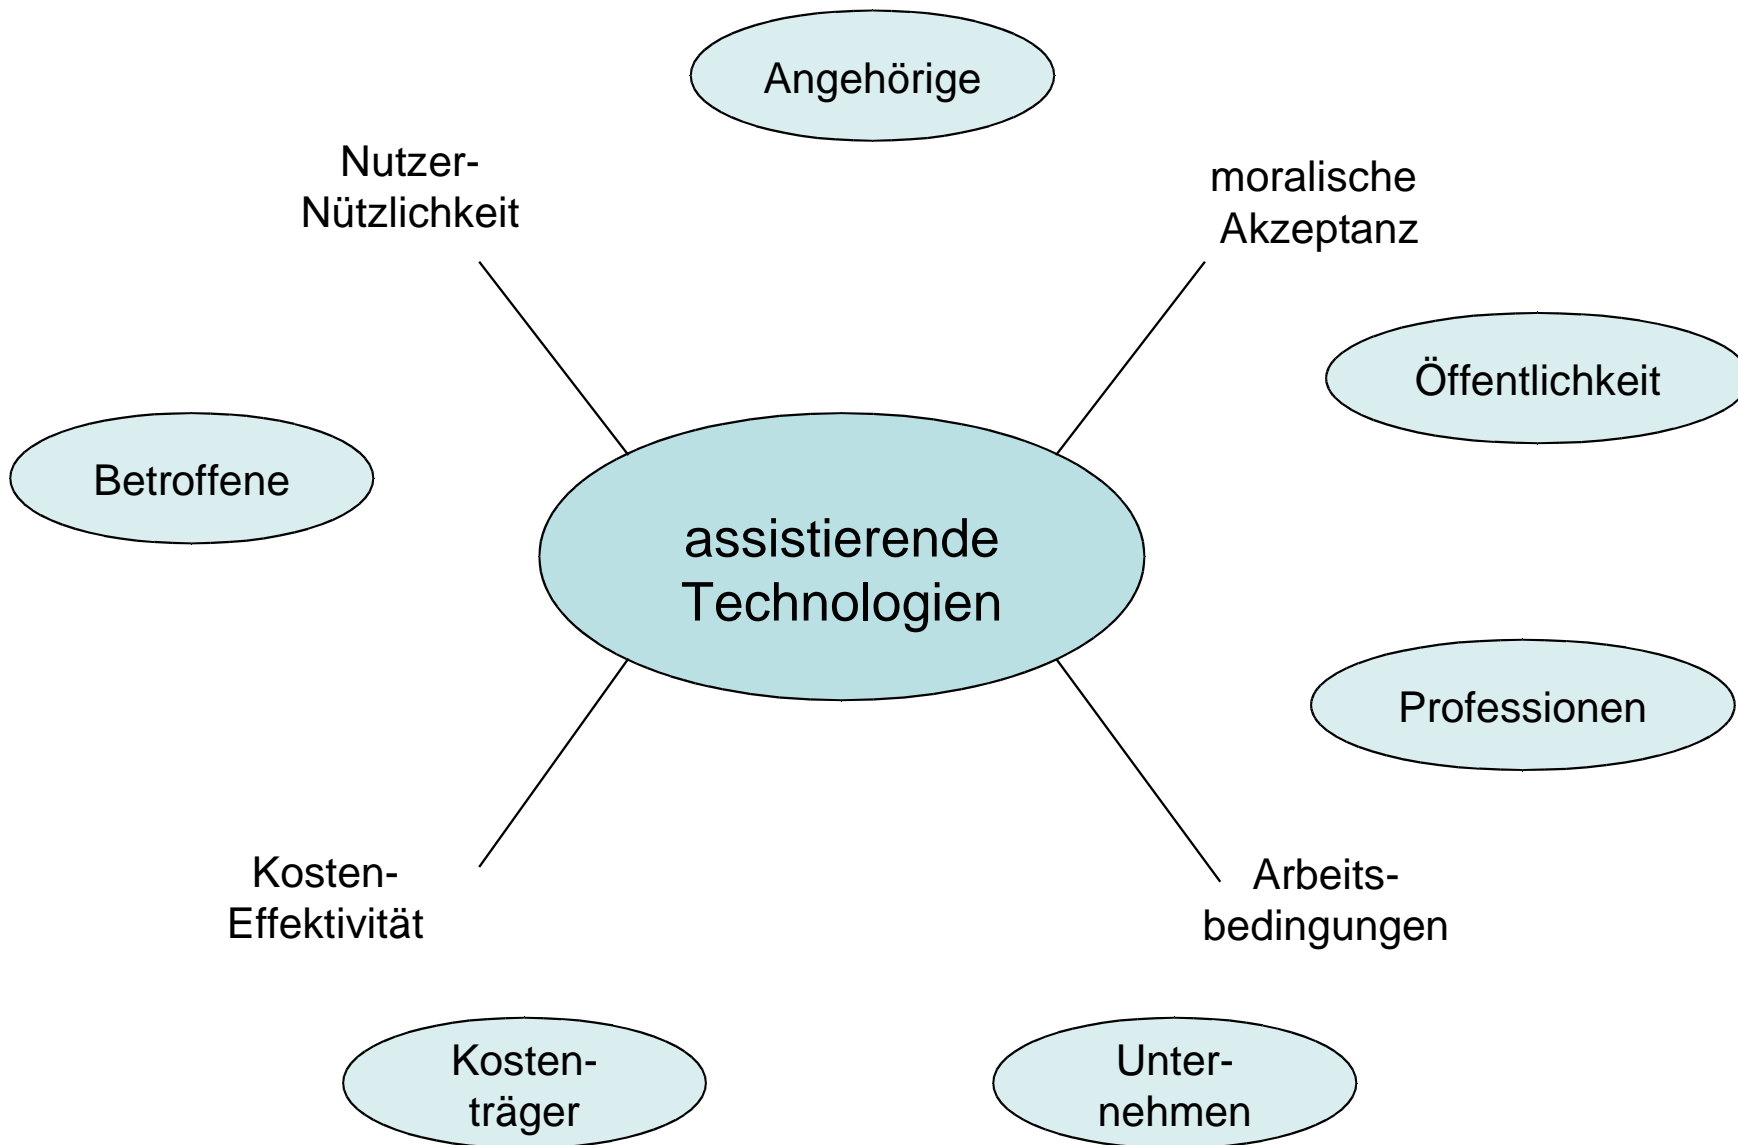 Angehörige
Nutzer-
Nützlichkeit
moralische
Akzeptanz
Öffentlichkeit
Betroffene
assistierende
Technologien
Professionen
Kosten-
Effektivität
Arbeits-
bedingungen
Kosten-
träger
Unter-
nehmen